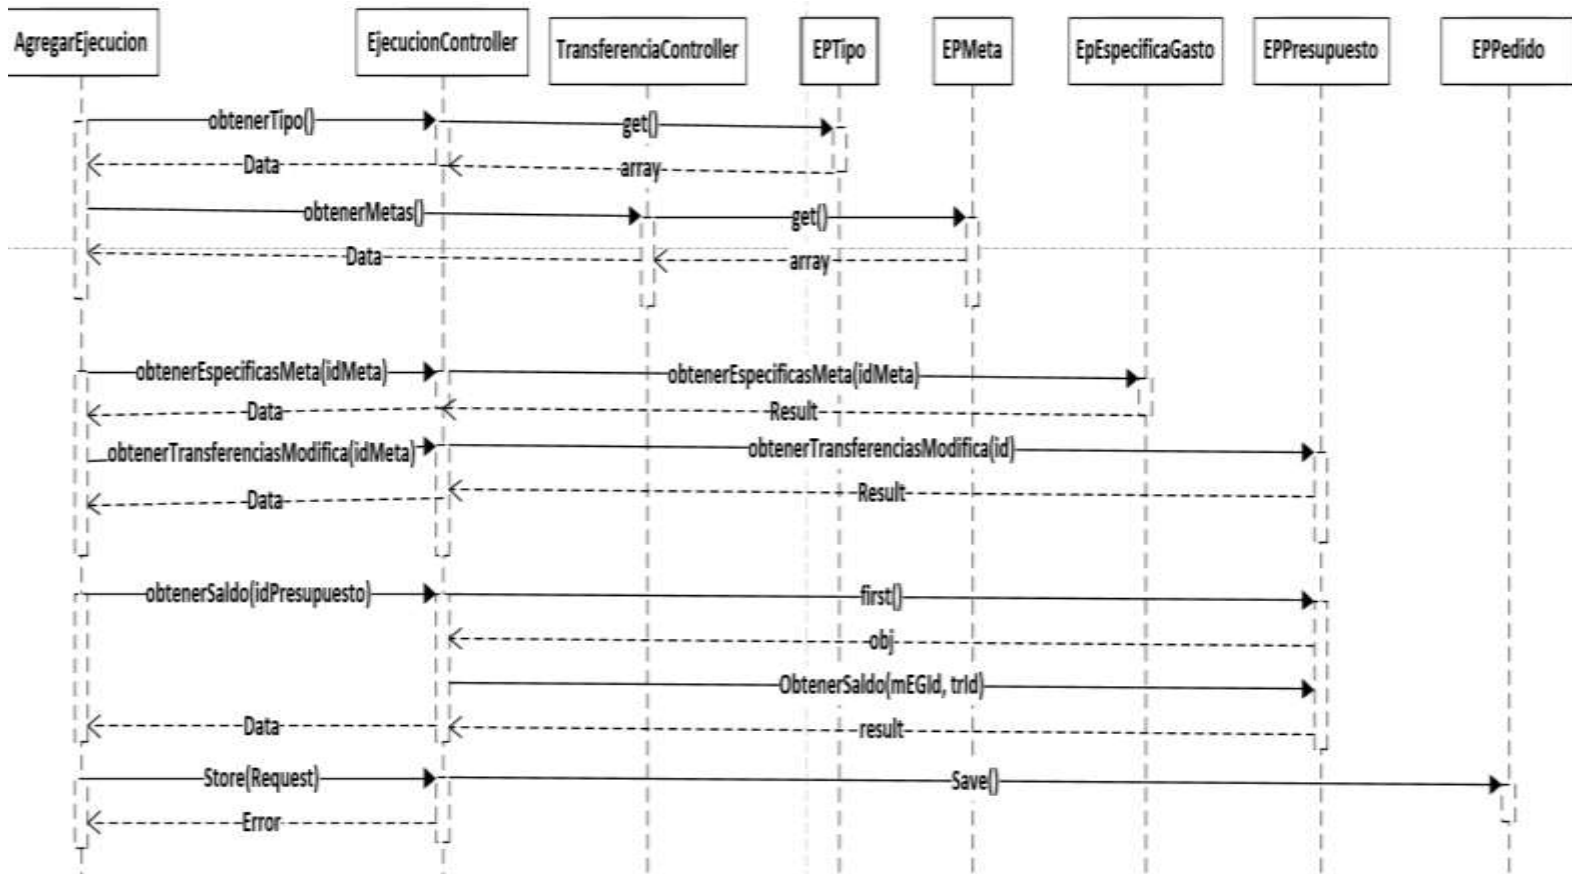 AgregarEjecucion
EjecucionController
TransferenciaController
EPTipo
EPMeta
EpEspecificaGasto
EPPresupuesto
EPPedido
obtenerTipo()
get()
Data
array
obtenerMetas()
get()
Data
array
obtenerEspecificasMeta(idMeta)
obtenerEspecificasMeta(idMeta)
Data
Result
obtenerTransferenciasModifica(idMeta)
obtenerTransferenciasModifica(id)
Data
Result
obtenerSaldo(idPresupuesto)
first()
obj
ObtenerSaldo(mEGId, trId)
Data
result
Store(Request)
Save()
Error